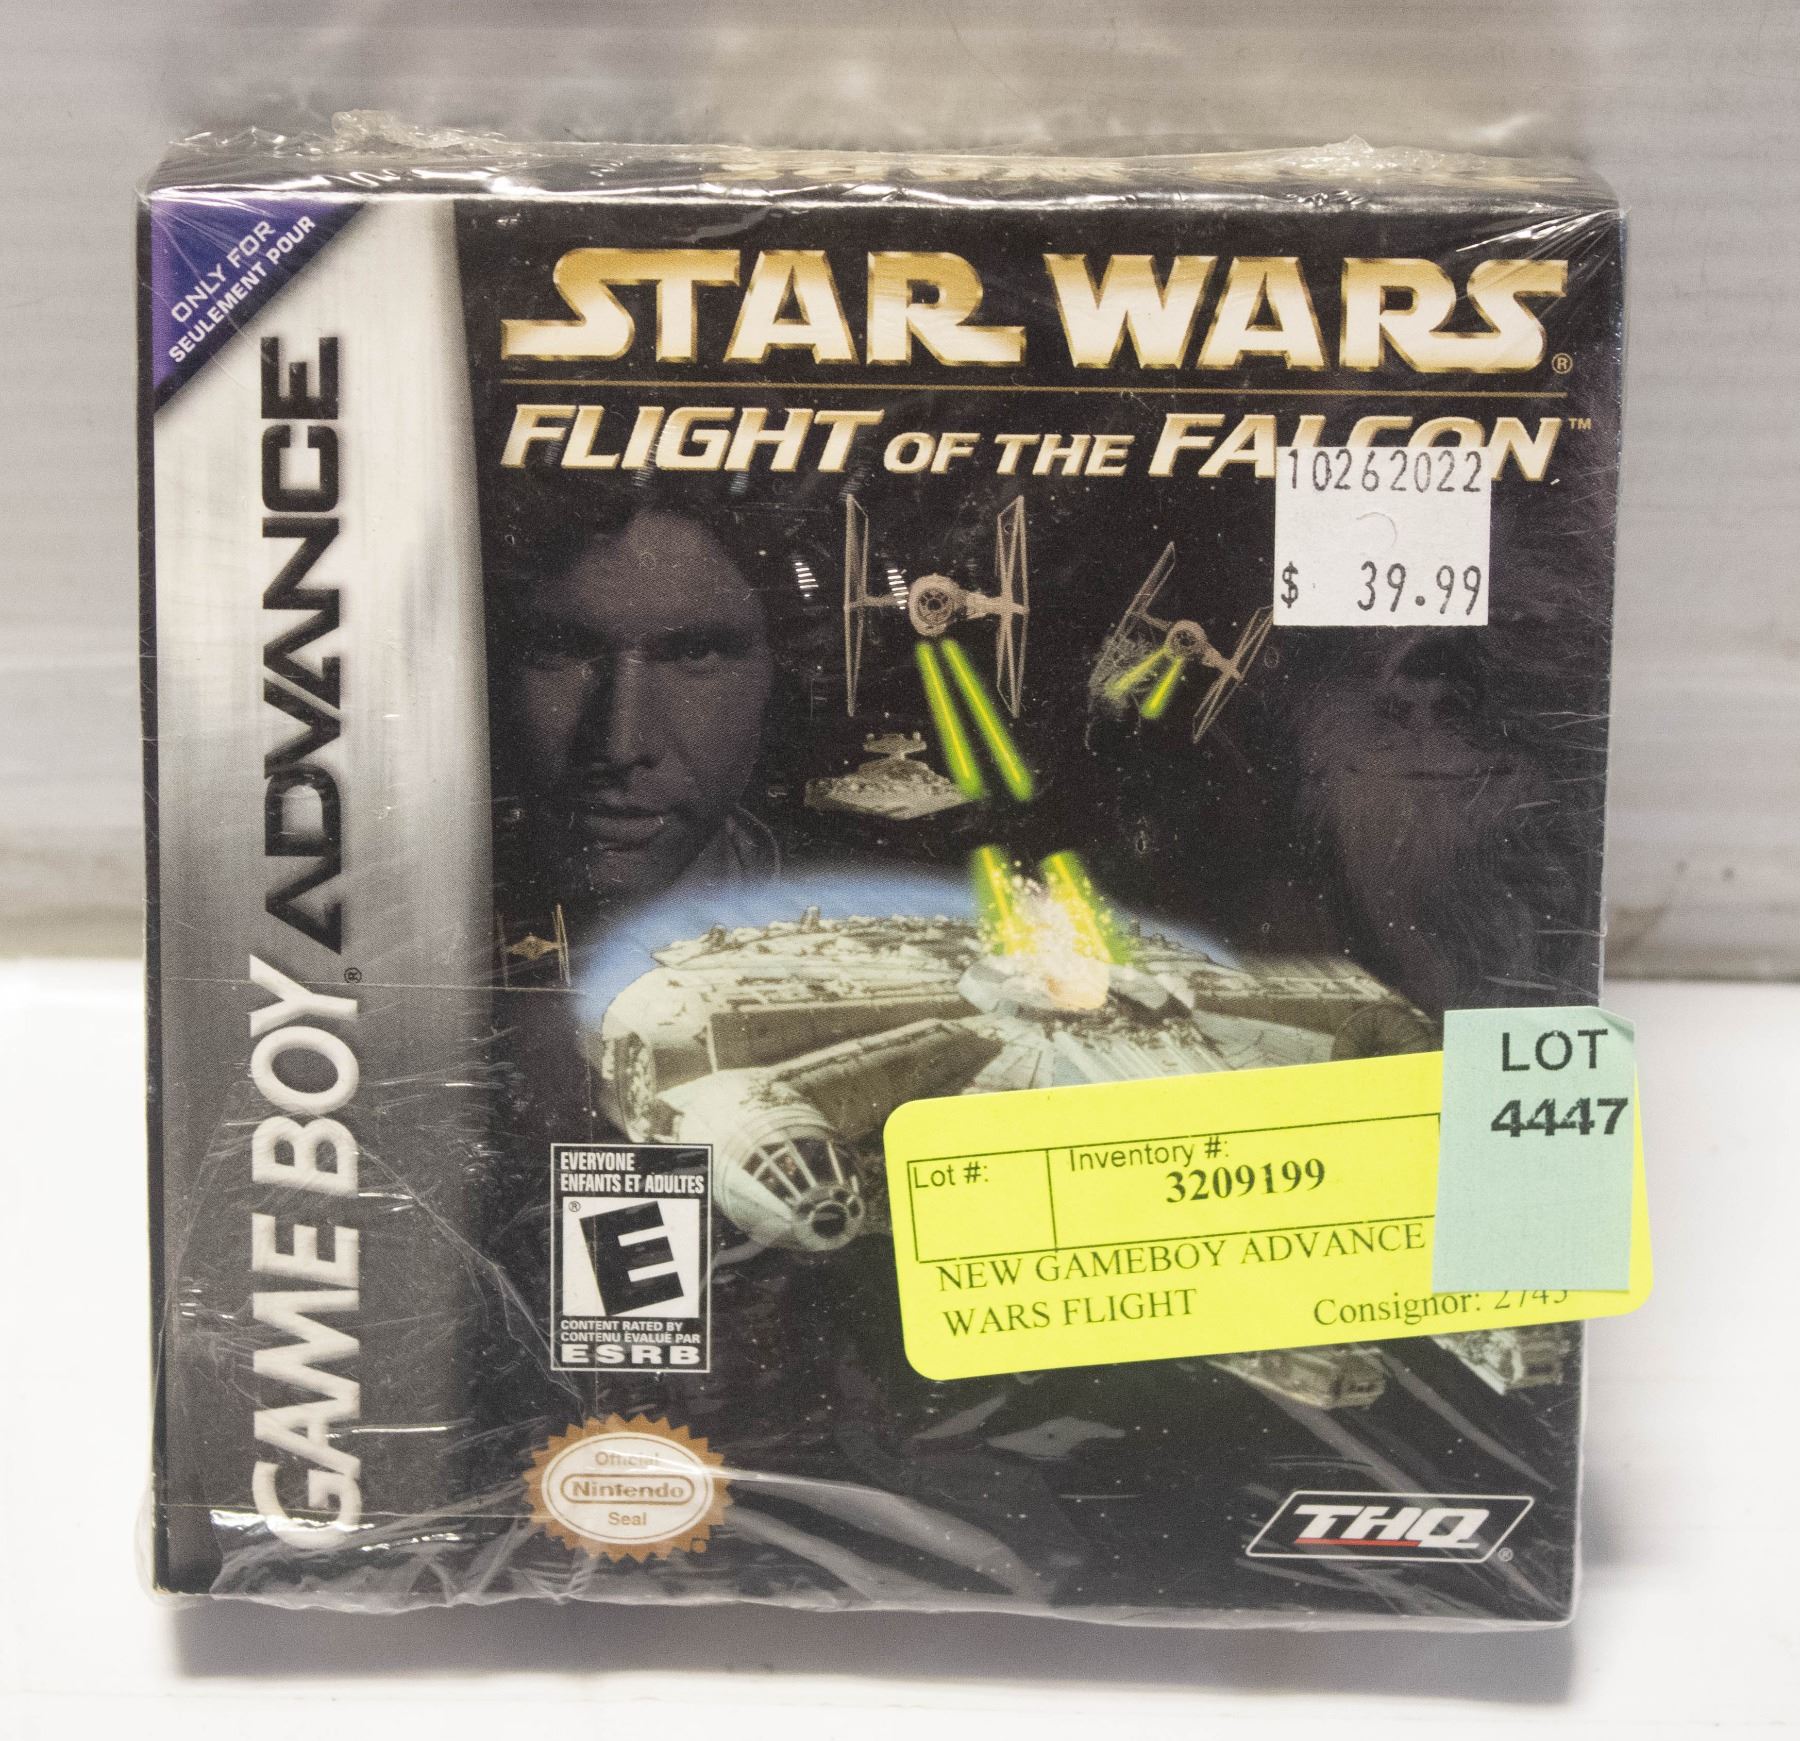 ONLY FOR
SEULEMENT POUR
GAME BOY ADVANCE
®
STAR WARS®
FLIGHT OF THE FALCON™
10262022
$ 39.99
LOT
4447
Lot #:
Inventory #:
3209199
NEW GAMEBOY ADVANCE
WARS FLIGHT
Consignor:
EVERYONE
ENFANTS ET ADULTES
E
®
CONTENT RATED BY
CONTENU ÉVALUÉ PAR
ESRB
Official
Nintendo
Seal
THQ®